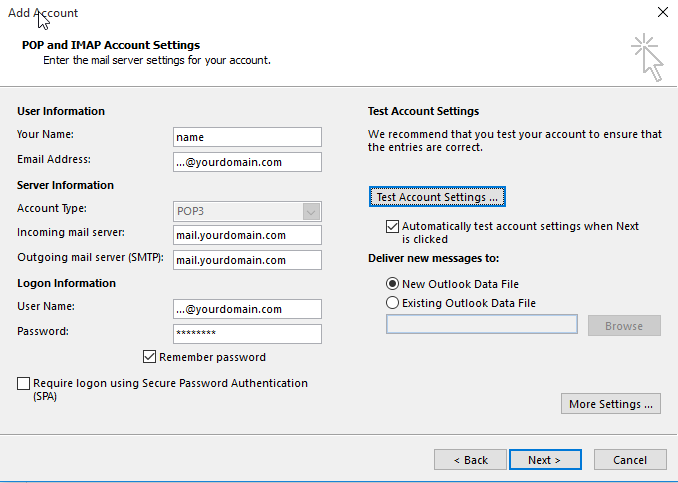 Add Account
POP and IMAP Account Settings
Enter the mail server settings for your account.
User Information
Your Name:
name
Email Address:
...@yourdomain.com
Server Information
Account Type:
POP3
Incoming mail server:
mail.yourdomain.com
Outgoing mail server (SMTP):
mail.yourdomain.com
Logon Information
User Name:
...@yourdomain.com
Password:
********
Remember password
Require logon using Secure Password Authentication
(SPA)
Test Account Settings
We recommend that you test your account to ensure that
the entries are correct.
Test Account Settings ...
Automatically test account settings when Next
is clicked
Deliver new messages to:
New Outlook Data File
Existing Outlook Data File
Browse
More Settings ...
< Back
Next >
Cancel